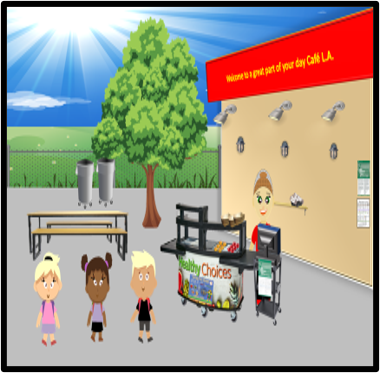 Welcome to a great part of your day Café L.A.
Healthy Choices